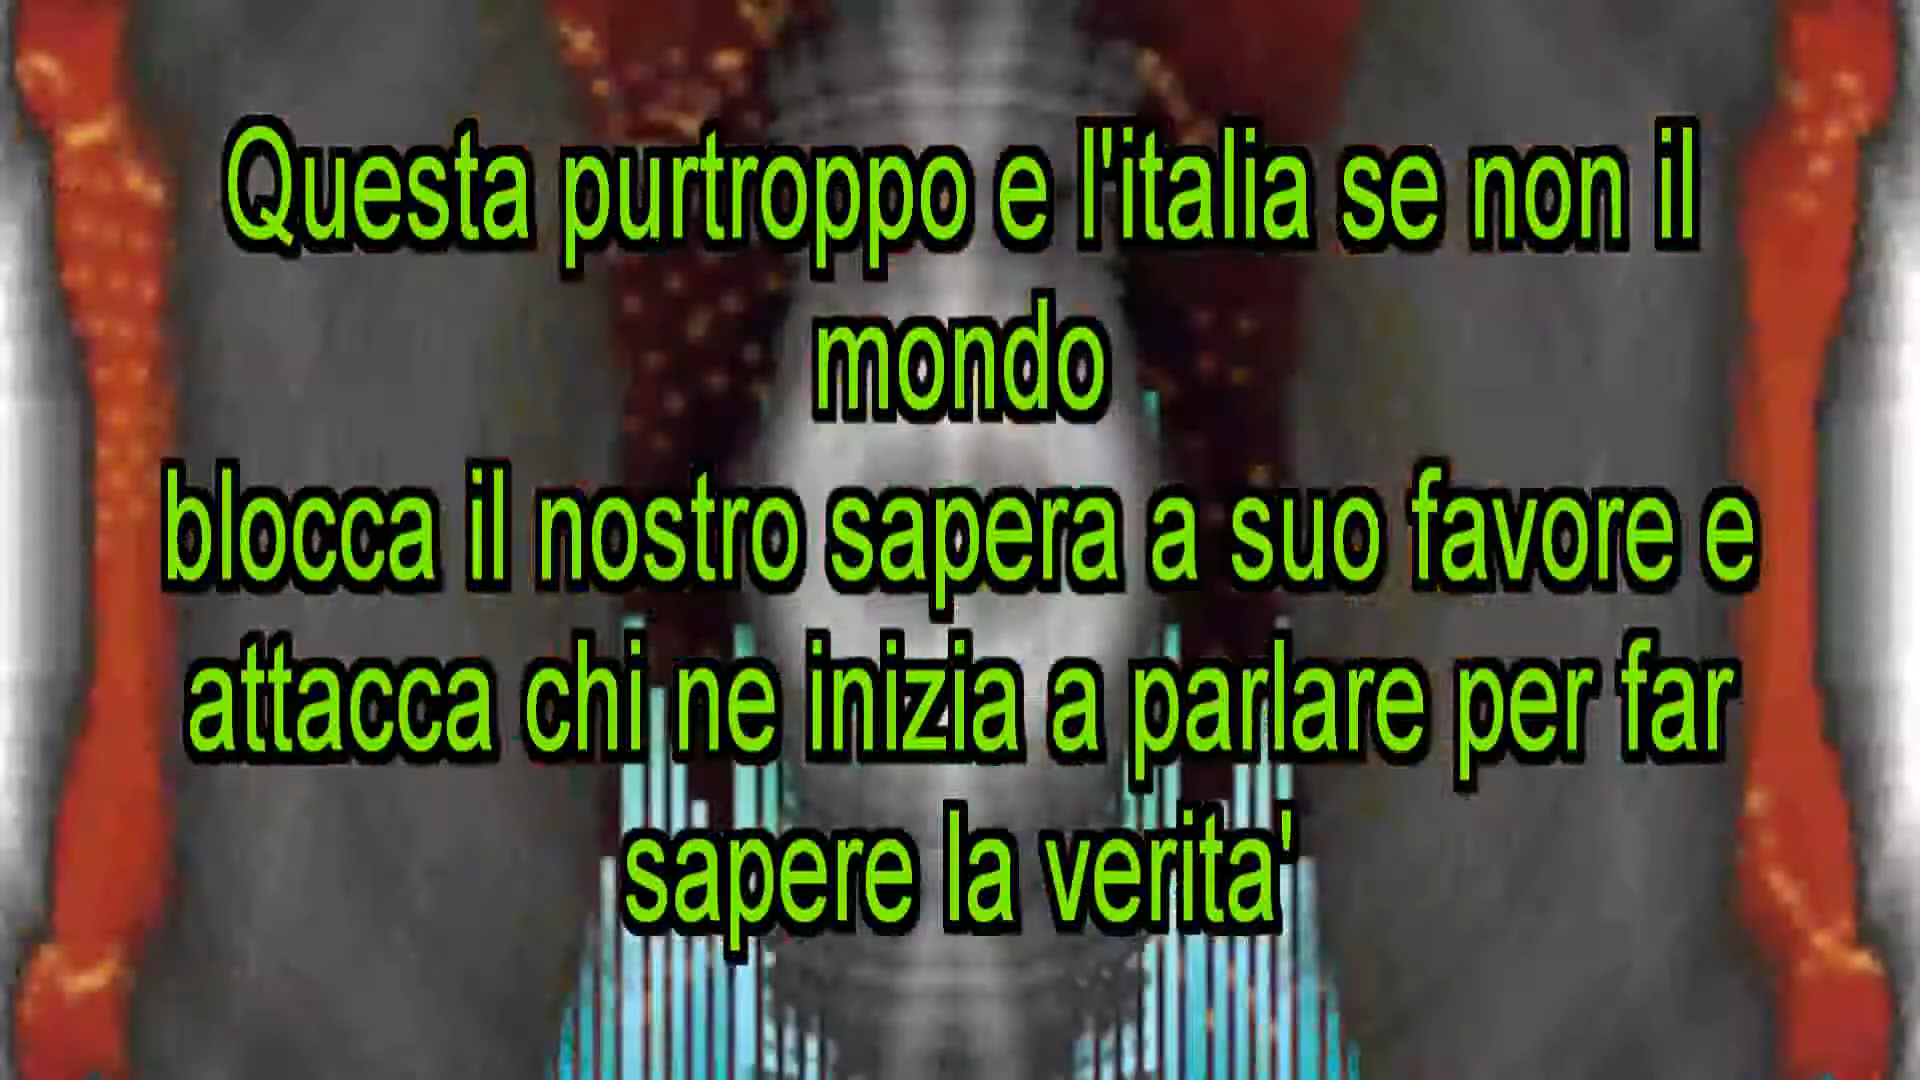 Questa purtroppo e l'italia se non il
mondo
blocca il nostro sapera a suo favore e
attacca chi ne inizia a parlare per far
sapere la verita'